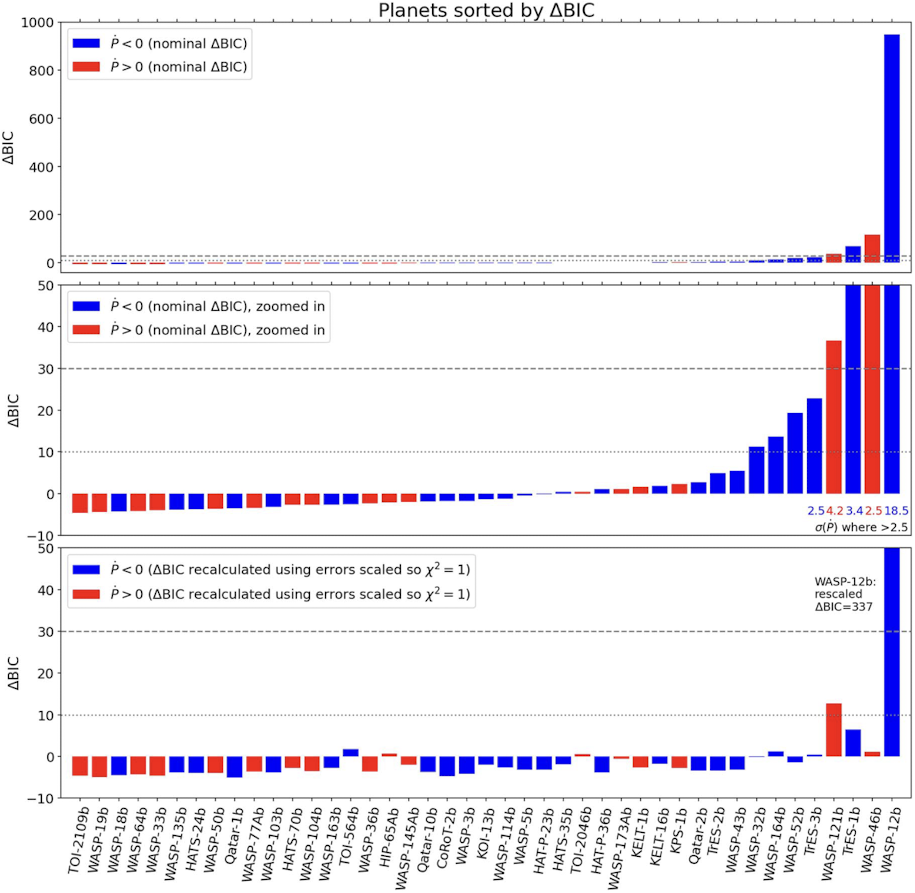 Planets sorted by ΔBIC
1000
800
600
400
200
0
ΔBIC
Ṗ < 0 (nominal ΔBIC)
Ṗ > 0 (nominal ΔBIC)
50
40
30
20
10
0
−10
ΔBIC
Ṗ < 0 (nominal ΔBIC), zoomed in
Ṗ > 0 (nominal ΔBIC), zoomed in
2.5 4.2 3.4 2.5 18.5
σ(Ṗ) where >2.5
50
40
30
20
10
0
−10
ΔBIC
Ṗ < 0 (ΔBIC recalculated using errors scaled so χ² = 1)
Ṗ > 0 (ΔBIC recalculated using errors scaled so χ² = 1)
WASP-12b:
rescaled
ΔBIC=337
TOI-2109b
WASP-19b
WASP-18b
WASP-64b
WASP-33b
WASP-135b
HATS-24b
WASP-50b
Qatar-1b
WASP-77Ab
WASP-103b
HATS-70b
WASP-104b
WASP-163b
TOI-564b
WASP-36b
HIP-65Ab
WASP-145Ab
Qatar-10b
CoRoT-2b
WASP-3b
KOI-13b
WASP-114b
WASP-5b
HAT-P-23b
HATS-35b
TOI-2046b
HAT-P-36b
WASP-173Ab
KELT-1b
KELT-16b
KPS-1b
Qatar-2b
TrES-2b
WASP-43b
WASP-32b
WASP-164b
WASP-52b
TrES-3b
WASP-121b
TrES-1b
WASP-46b
WASP-12b